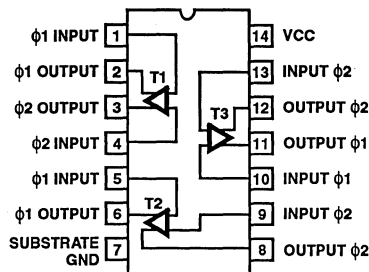 ϕ1 INPUT 1 14 VCC
ϕ1 OUTPUT 2 T1 13 INPUT ϕ2
ϕ2 OUTPUT 3 T3 12 OUTPUT ϕ2
ϕ2 INPUT 4 11 OUTPUT ϕ1
ϕ1 INPUT 5 10 INPUT ϕ1
ϕ1 OUTPUT 6 T2 9 INPUT ϕ2
SUBSTRATE
GND 7 8 OUTPUT ϕ2